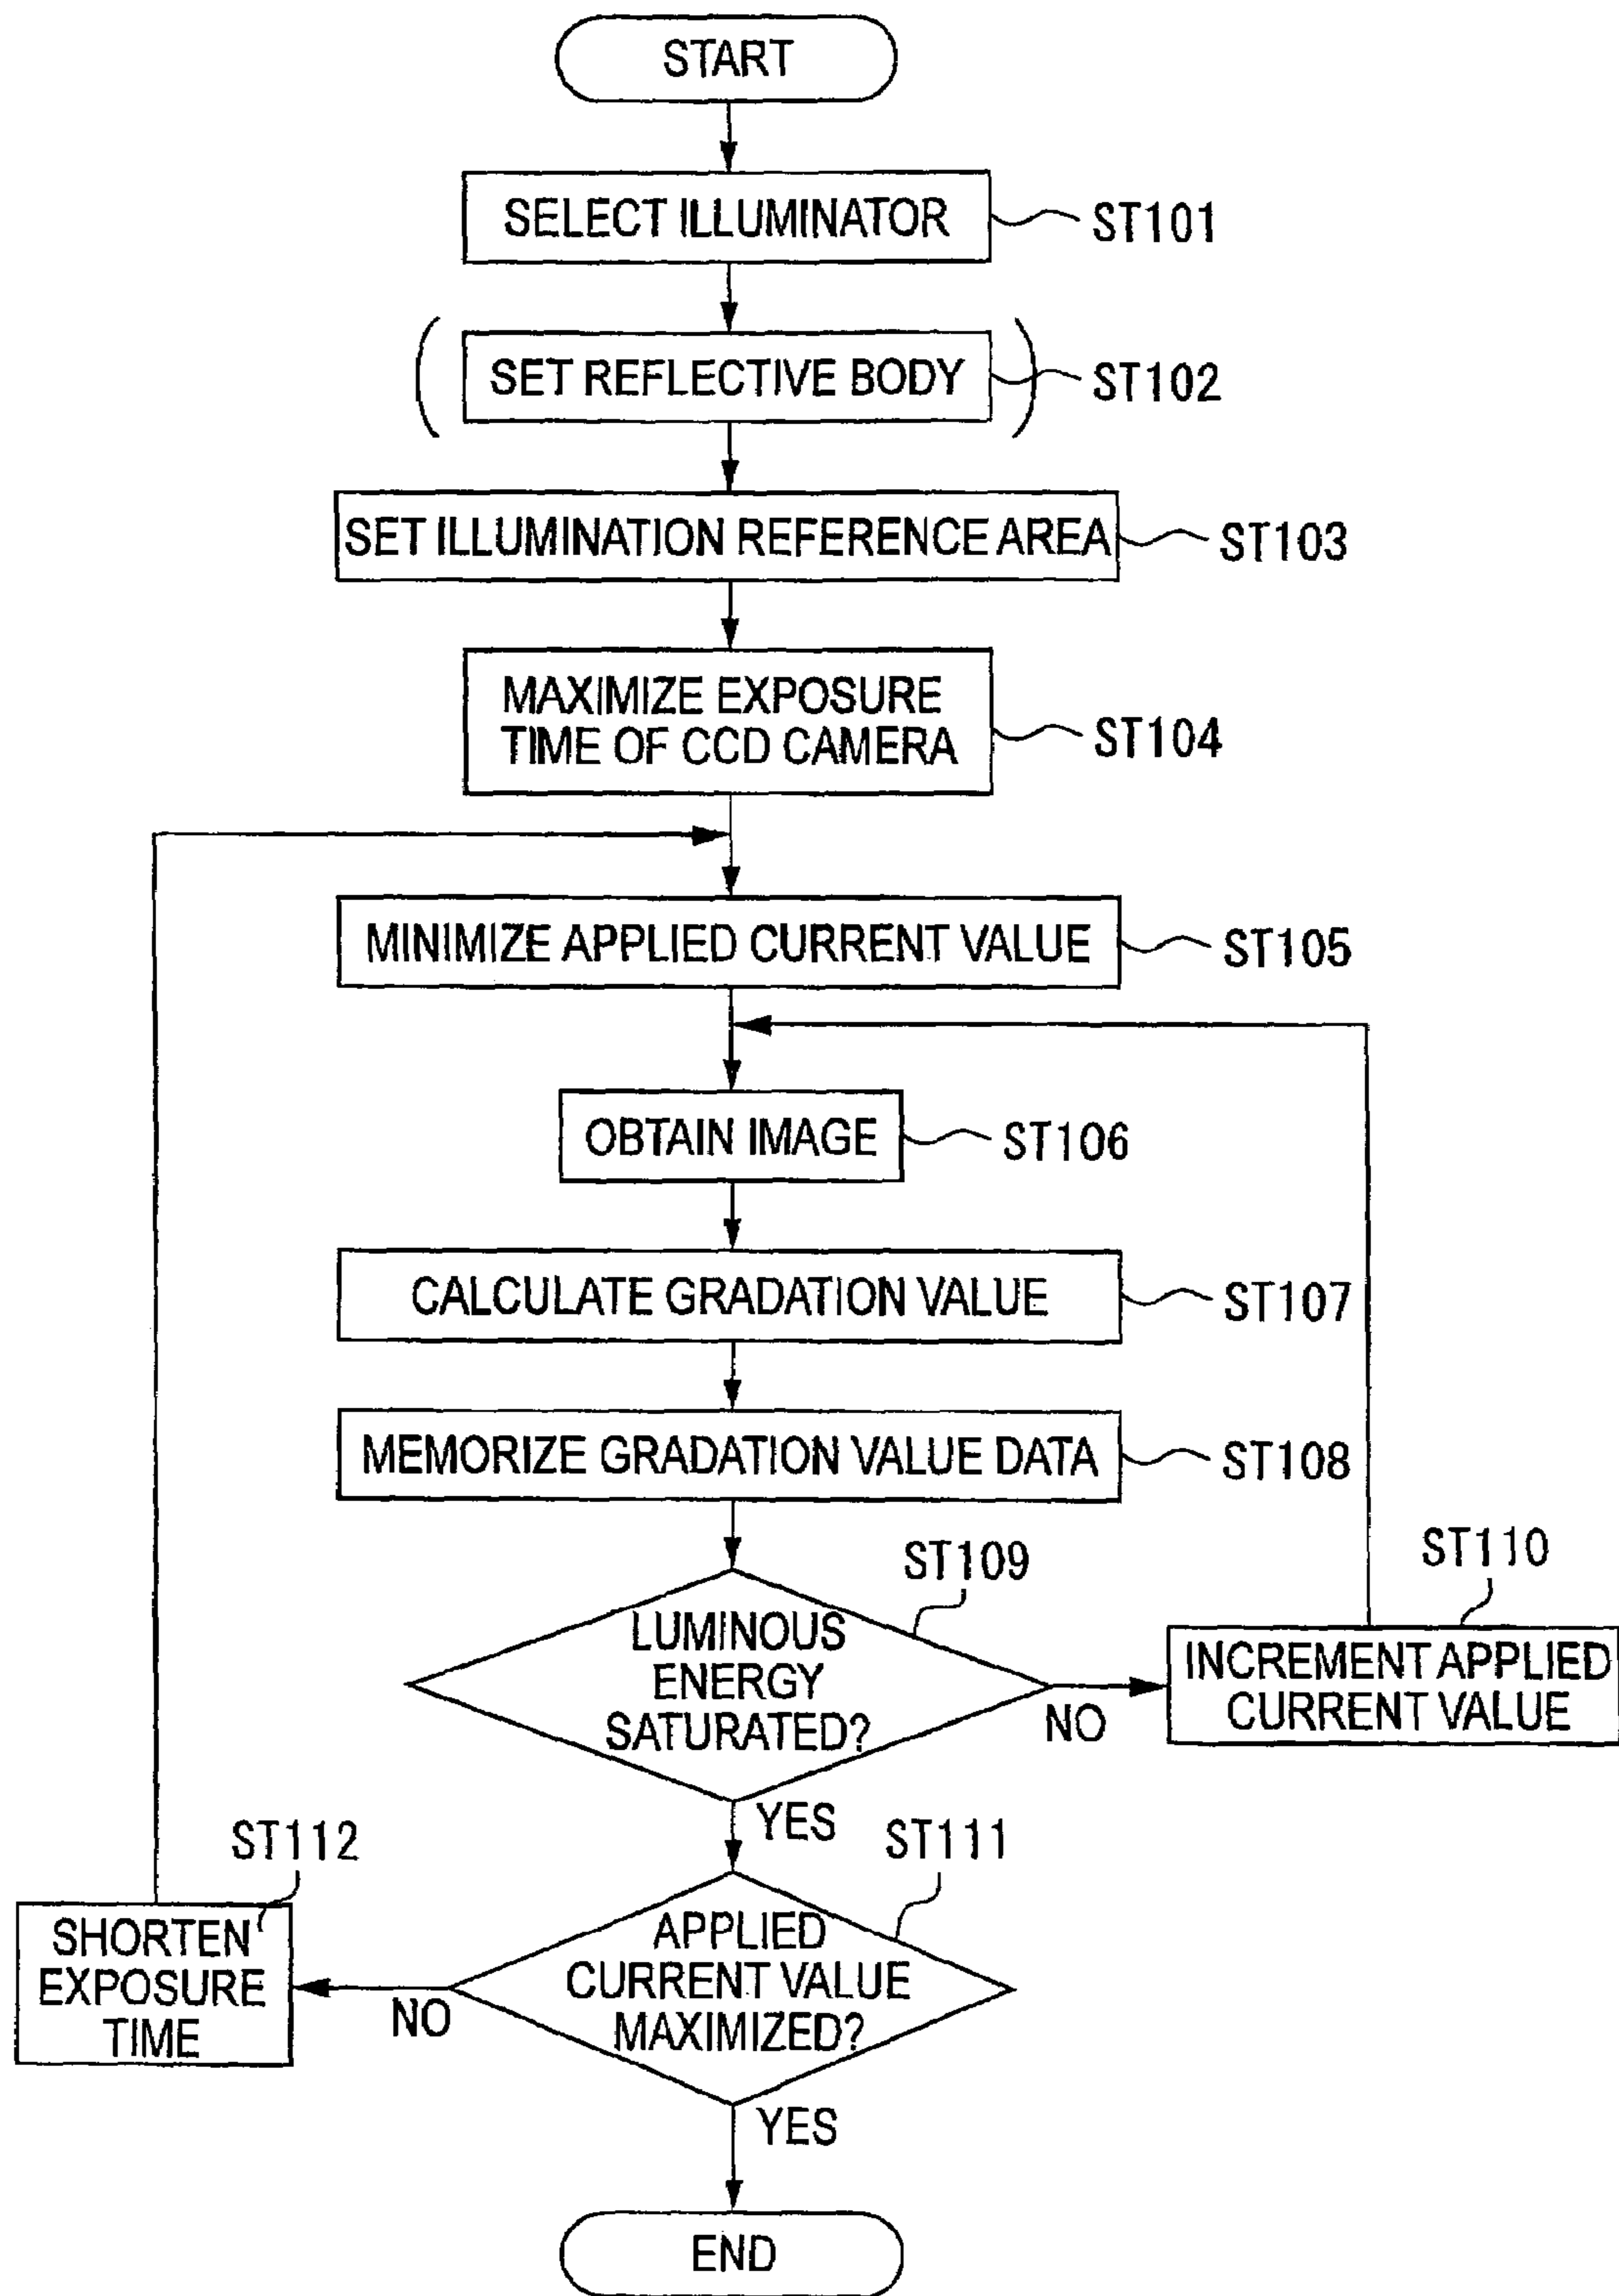 START
SELECT ILLUMINATOR
ST101
( SET REFLECTIVE BODY )
ST102
SET ILLUMINATION REFERENCE AREA
ST103
MAXIMIZE EXPOSURE
TIME OF CCD CAMERA
ST104
MINIMIZE APPLIED CURRENT VALUE
ST105
OBTAIN IMAGE
ST106
CALCULATE GRADATION VALUE
ST107
MEMORIZE GRADATION VALUE DATA
ST108
ST109
LUMINOUS
ENERGY
SATURATED?
NO
ST110
INCREMENT APPLIED
CURRENT VALUE
YES
ST111
APPLIED
CURRENT VALUE
MAXIMIZED?
NO
ST112
SHORTEN
EXPOSURE
TIME
YES
END